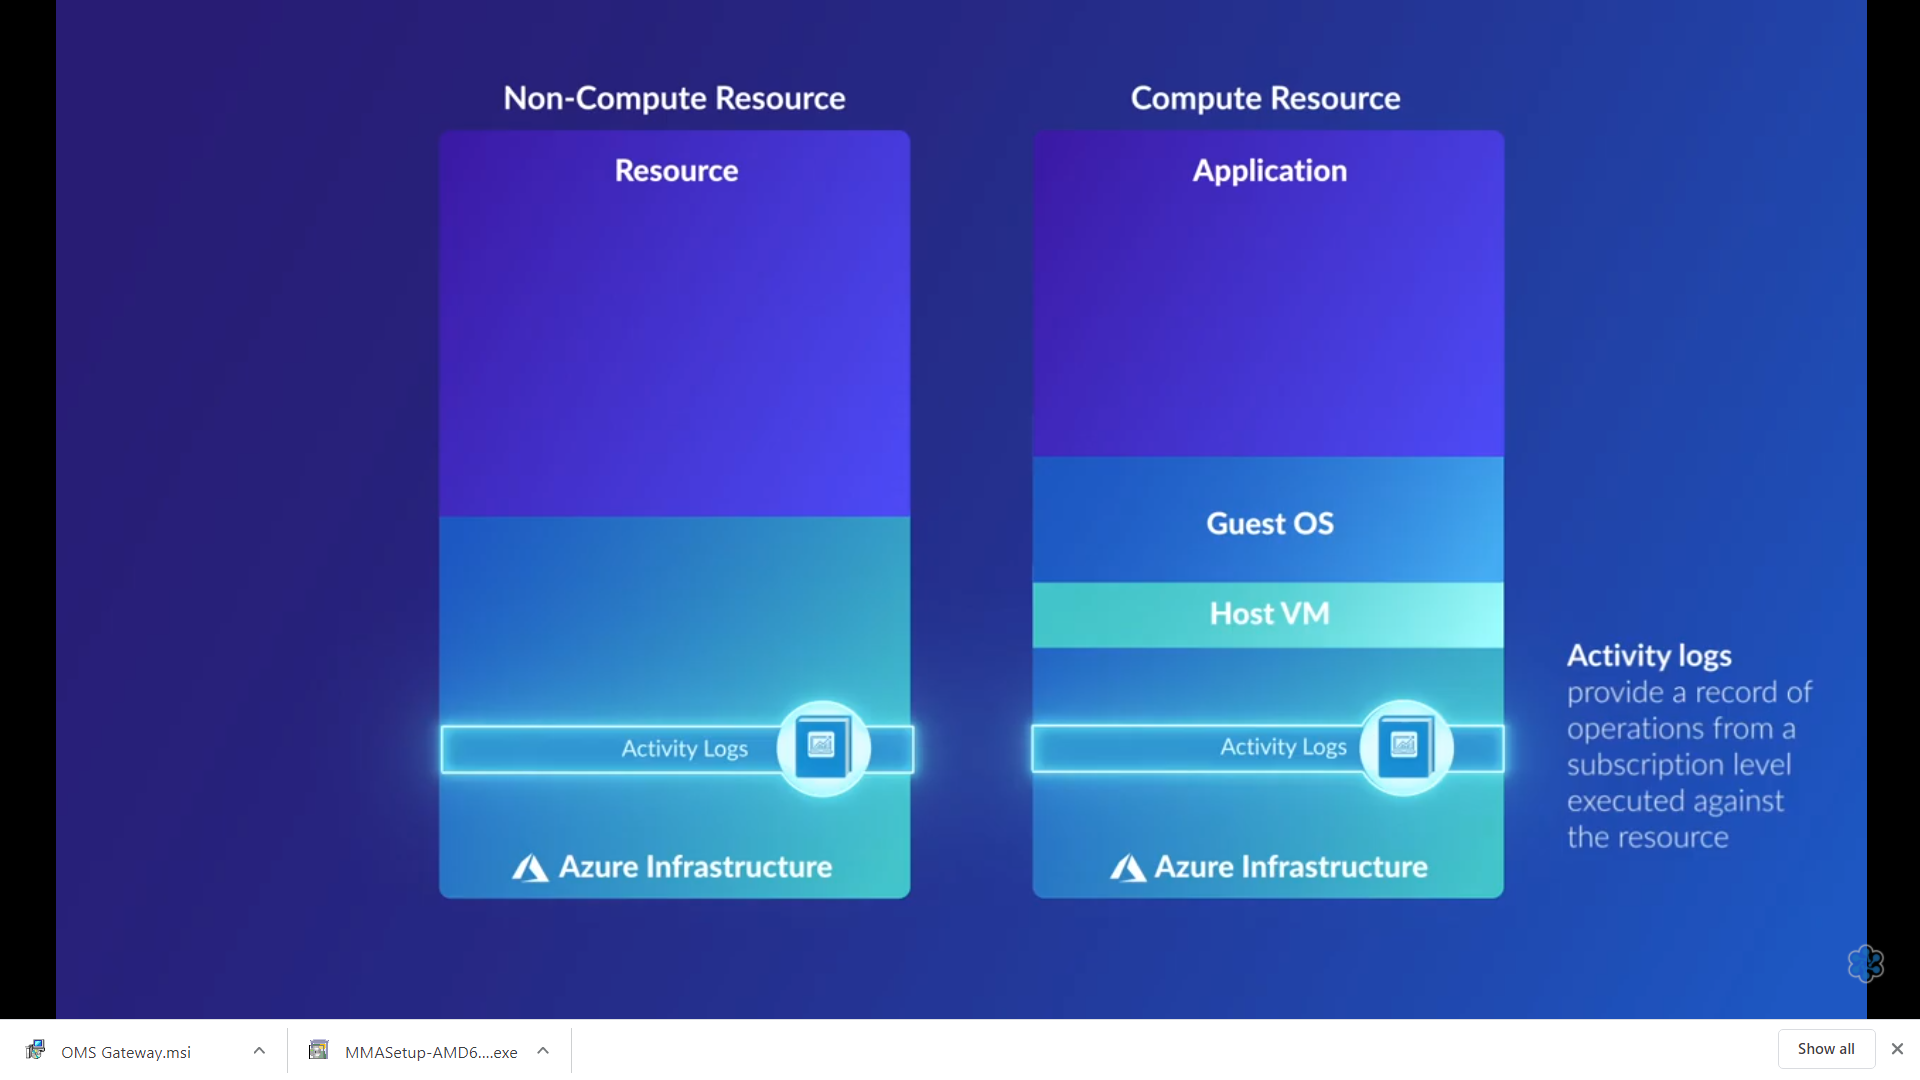 Non-Compute Resource
Compute Resource
Resource
Application
Guest OS
Host VM
Activity Logs
Activity Logs
Azure Infrastructure
Azure Infrastructure
Activity logs
provide a record of
operations from a
subscription level
executed against
the resource
OMS Gateway.msi
MMASetup-AMD6....exe
Show all